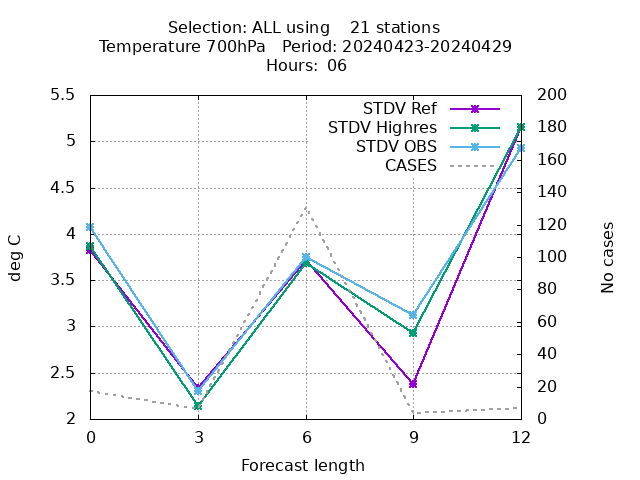 Selection: ALL using    21 stations
Temperature 700hPa   Period: 20240423-20240429
Hours: 06
5.5
5
4.5
4
3.5
3
2.5
2
deg C
STDV Ref
STDV Highres
STDV OBS
CASES
200
180
160
140
120
100
80
60
40
20
0
No cases
0 3 6 9 12
Forecast length